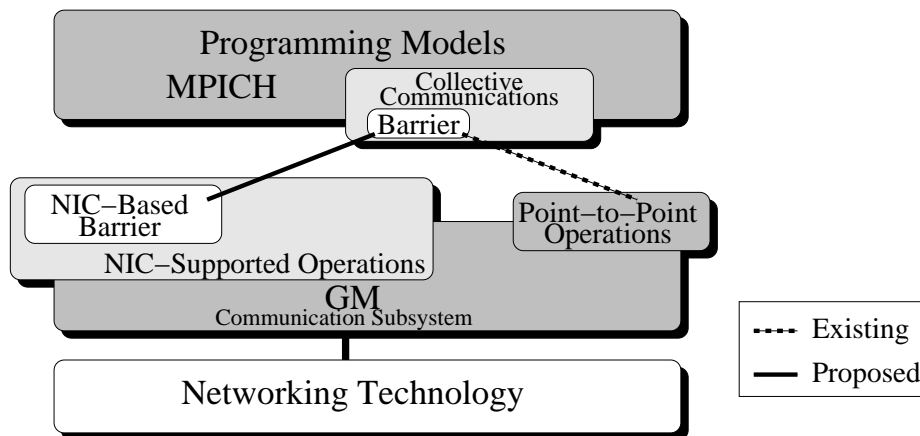 Programming Models
MPICH
Collective
Communications
Barrier
NIC−Based
Barrier
NIC−Supported Operations
Point−to−Point
Operations
GM
Communication Subsystem
Networking Technology
Existing
Proposed